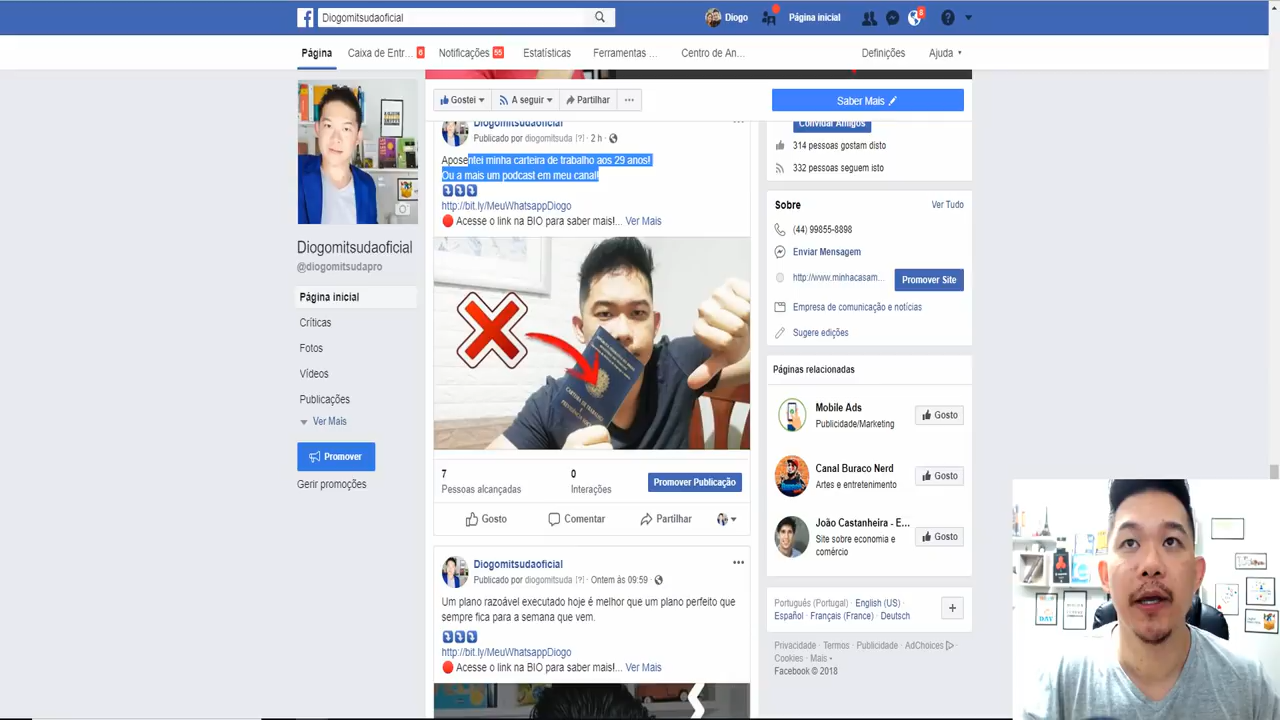 Diogomitsudaoficial
Diogo
Página inicial
8
Página
Caixa de Entr...
6
Notificações
55
Estatísticas
Ferramentas ...
Centro de An...
Definições
Ajuda
Gostei
A seguir
Partilhar
...
Saber Mais
Diogomitsudaoficial
Publicado por diogomitsuda [?] · 2 h ·
Aposentei minha carteira de trabalho aos 29 anos!
Ou a mais um podcast em meu canal!
http://bit.ly/MeuWhatsappDiogo
Acesse o link na BIO para saber mais!... Ver Mais
CARTEIRA DE TRABALHO
E
PREVIDÊNCIA SOCIAL
7
Pessoas alcançadas
0
Interações
Promover Publicação
Gosto
Comentar
Partilhar
Diogomitsudaoficial
Publicado por diogomitsuda [?] · Ontem às 09:59 ·
Um plano razoável executado hoje é melhor que um plano perfeito que
sempre fica para a semana que vem.
http://bit.ly/MeuWhatsappDiogo
Acesse o link na BIO para saber mais!... Ver Mais
Diogomitsudaoficial
@diogomitsudapro
Página inicial
Críticas
Fotos
Vídeos
Publicações
Ver Mais
Promover
Gerir promoções
Convidar Amigos
314 pessoas gostam disto
332 pessoas seguem isto
Sobre
Ver Tudo
(44) 99855-8898
Enviar Mensagem
http://www.minhacasam...
Promover Site
Empresa de comunicação e notícias
Sugere edições
Páginas relacionadas
Mobile Ads
Publicidade/Marketing
Gosto
Canal Buraco Nerd
Artes e entretenimento
Gosto
João Castanheira - E...
Site sobre economia e
comércio
Gosto
Português (Portugal) · English (US) ·
Español · Français (France) · Deutsch
Privacidade · Termos · Publicidade · AdChoices ·
Cookies · Mais
Facebook © 2018
DAY